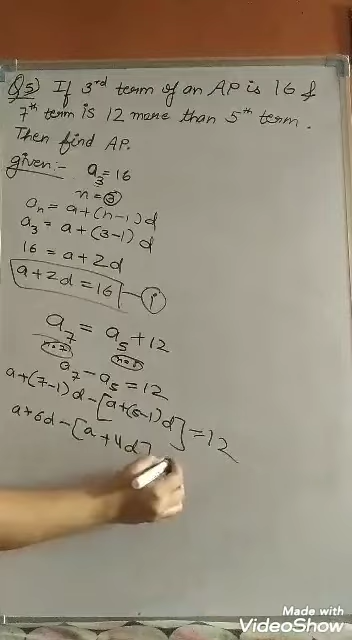 Q5) If 3rd term of an AP is 16 &
7th term is 12 more than 5th term.
Then find AP.
given:- a₃ = 16
n = 3
aₙ = a + (n-1) d
a₃ = a + (3-1) d
16 = a + 2d
a + 2d = 16 — i
a₇ = a₅ + 12
n=7 n=5
a₇ - a₅ = 12
a + (7-1) d - [a + (5-1) d] = 12
a + 6d - [a + 4d]
Made with
VideoShow